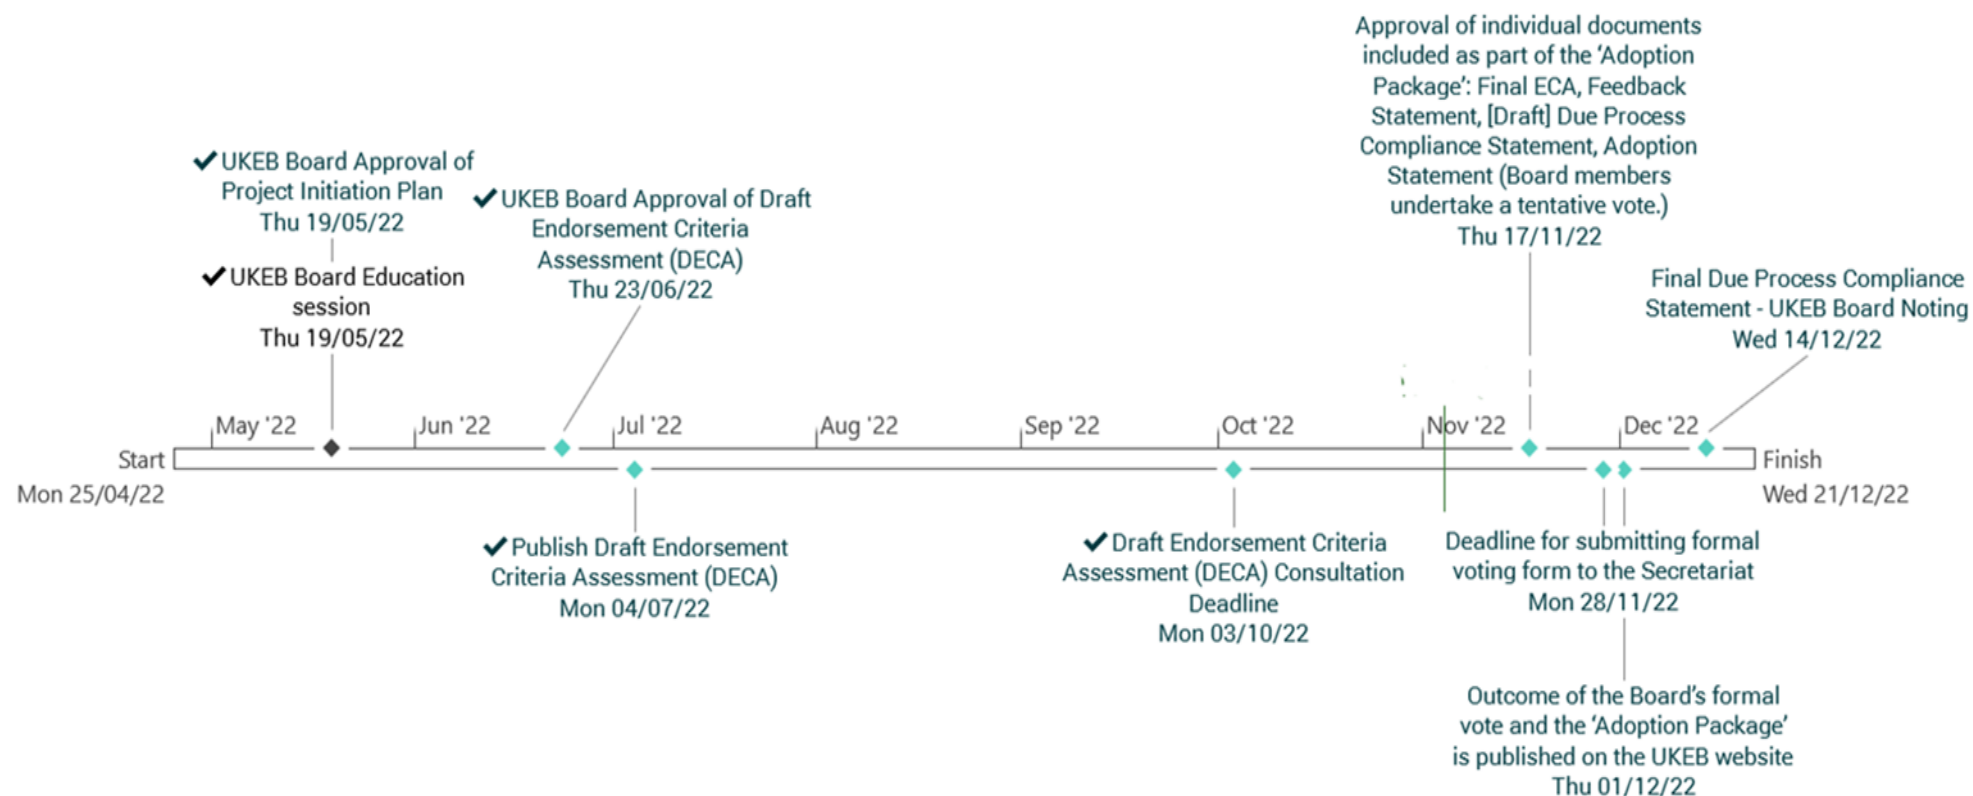 Approval of individual documents
included as part of the ‘Adoption
Package’: Final ECA, Feedback
Statement, [Draft] Due Process
Compliance Statement, Adoption
Statement (Board members
undertake a tentative vote.)
Thu 17/11/22
✔UKEB Board Approval of
Project Initiation Plan
Thu 19/05/22
✔UKEB Board Education
session
Thu 19/05/22
✔UKEB Board Approval of Draft
Endorsement Criteria
Assessment (DECA)
Thu 23/06/22
Final Due Process Compliance
Statement - UKEB Board Noting
Wed 14/12/22
May '22 Jun '22 Jul '22 Aug '22 Sep '22 Oct '22 Nov '22 Dec '22
Start
Mon 25/04/22
Finish
Wed 21/12/22
✔Publish Draft Endorsement
Criteria Assessment (DECA)
Mon 04/07/22
✔Draft Endorsement Criteria
Assessment (DECA) Consultation
Deadline
Mon 03/10/22
Deadline for submitting formal
voting form to the Secretariat
Mon 28/11/22
Outcome of the Board’s formal
vote and the ‘Adoption Package’
is published on the UKEB website
Thu 01/12/22